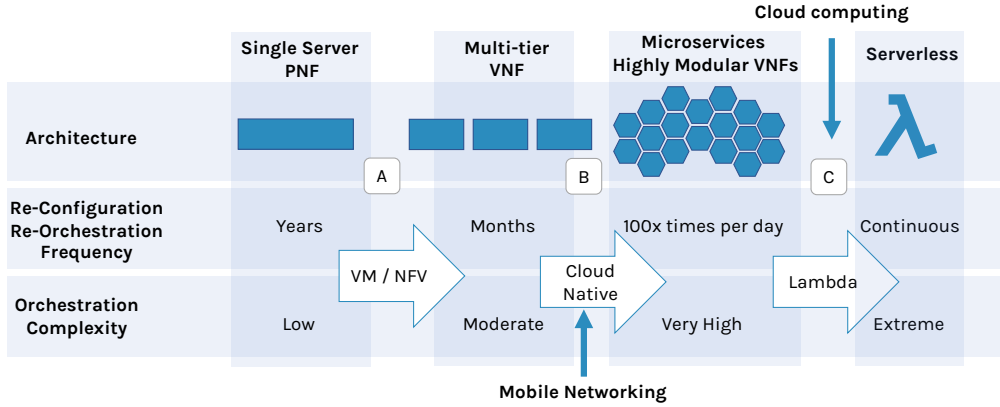 Cloud computing
Single Server
PNF
Multi-tier
VNF
Microservices
Highly Modular VNFs
Serverless
Architecture
A
B
C
λ
Re-Configuration
Re-Orchestration
Frequency
Years
Months
100x times per day
Continuous
VM / NFV
Cloud
Native
Lambda
Orchestration
Complexity
Low
Moderate
Very High
Extreme
Mobile Networking